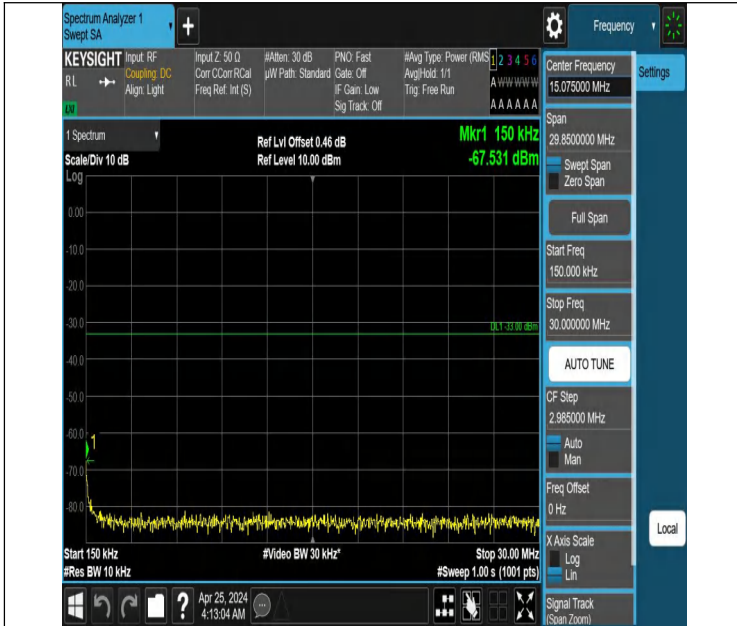 Spectrum Analyzer 1
Swept SA
+
Frequency
KEYSIGHT
RL
Input: RF
Coupling: DC
Align: Light
Input Z: 50 Ω
Corr CCorr RCal
Freq Ref: Int (S)
#Atten: 30 dB
µW Path: Standard
PNO: Fast
Gate: Off
IF Gain: Low
Sig Track: Off
#Avg Type: Power (RMS
Avg|Hold: 1/1
Trig: Free Run
1 2 3 4 5 6
A W W W W W
A A A A A A
1 Spectrum
Scale/Div 10 dB
Log
Ref Lvl Offset 0.46 dB
Ref Level 10.00 dBm
Mkr1 150 kHz
-67.531 dBm
0.00
-10.0
-20.0
-30.0
DL1 -33.00 dBm
-40.0
-50.0
-60.0
1
-70.0
-80.0
Start 150 kHz
#Res BW 10 kHz
#Video BW 30 kHz*
Stop 30.00 MHz
#Sweep 1.00 s (1001 pts)
?
Apr 25, 2024
4:13:04 AM
Center Frequency
15.075000 MHz
Settings
Span
29.8500000 MHz
Swept Span
Zero Span
Full Span
Start Freq
150.000 kHz
Stop Freq
30.000000 MHz
AUTO TUNE
CF Step
2.985000 MHz
Auto
Man
Freq Offset
0 Hz
X Axis Scale
Log
Lin
Local
Signal Track
(Span Zoom)